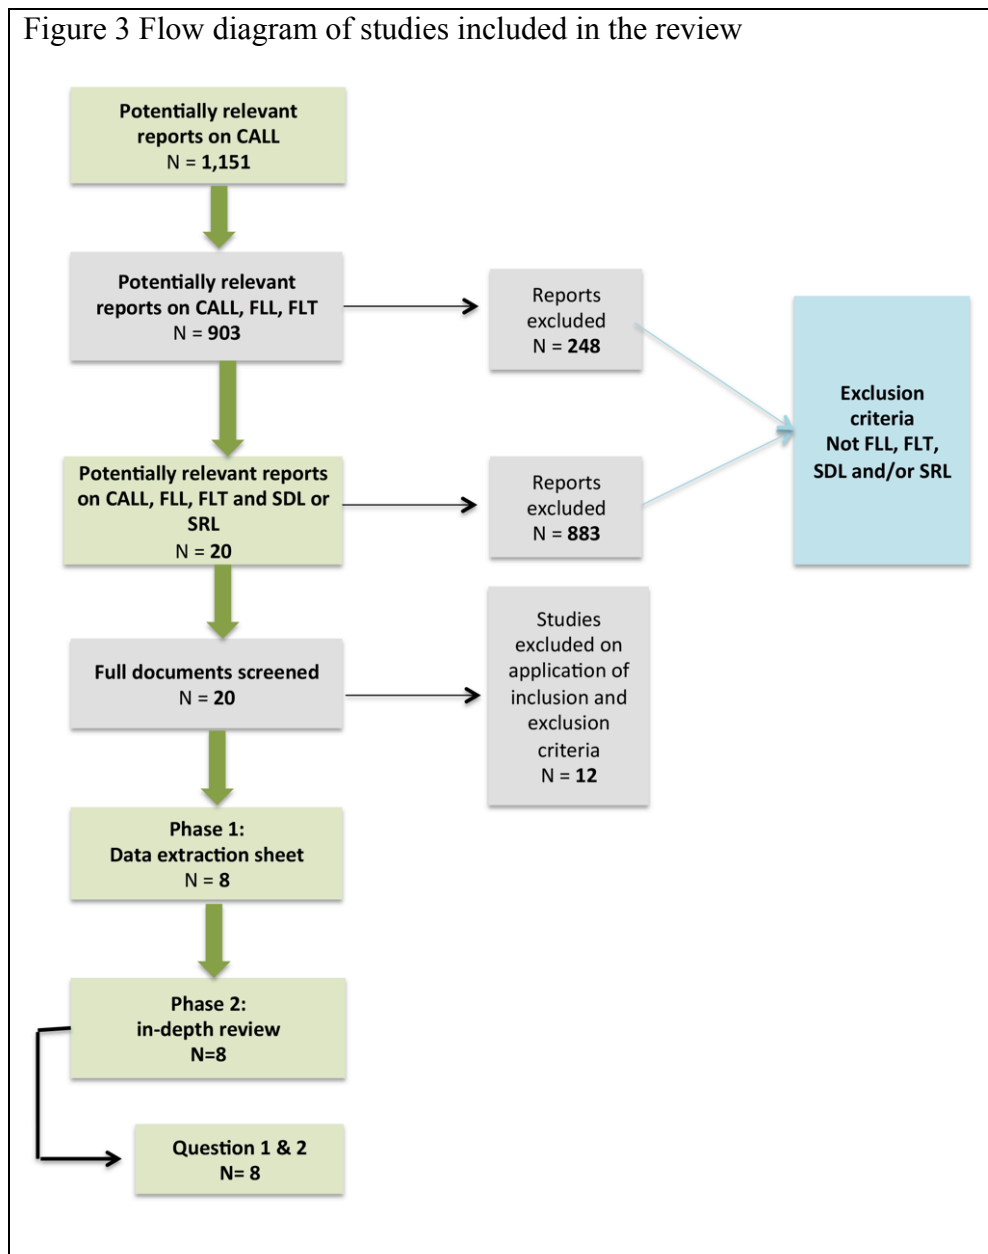 Figure 3 Flow diagram of studies included in the review
Potentially relevant
reports on CALL
N = 1,151
Potentially relevant
reports on CALL, FLL, FLT
N = 903
Reports
excluded
N = 248
Exclusion
criteria
Not FLL, FLT,
SDL and/or SRL
Potentially relevant reports
on CALL, FLL, FLT and SDL or
SRL
N = 20
Reports
excluded
N = 883
Full documents screened
N = 20
Studies
excluded on
application of
inclusion and
exclusion
criteria
N = 12
Phase 1:
Data extraction sheet
N = 8
Phase 2:
in-depth review
N=8
Question 1 & 2
N= 8